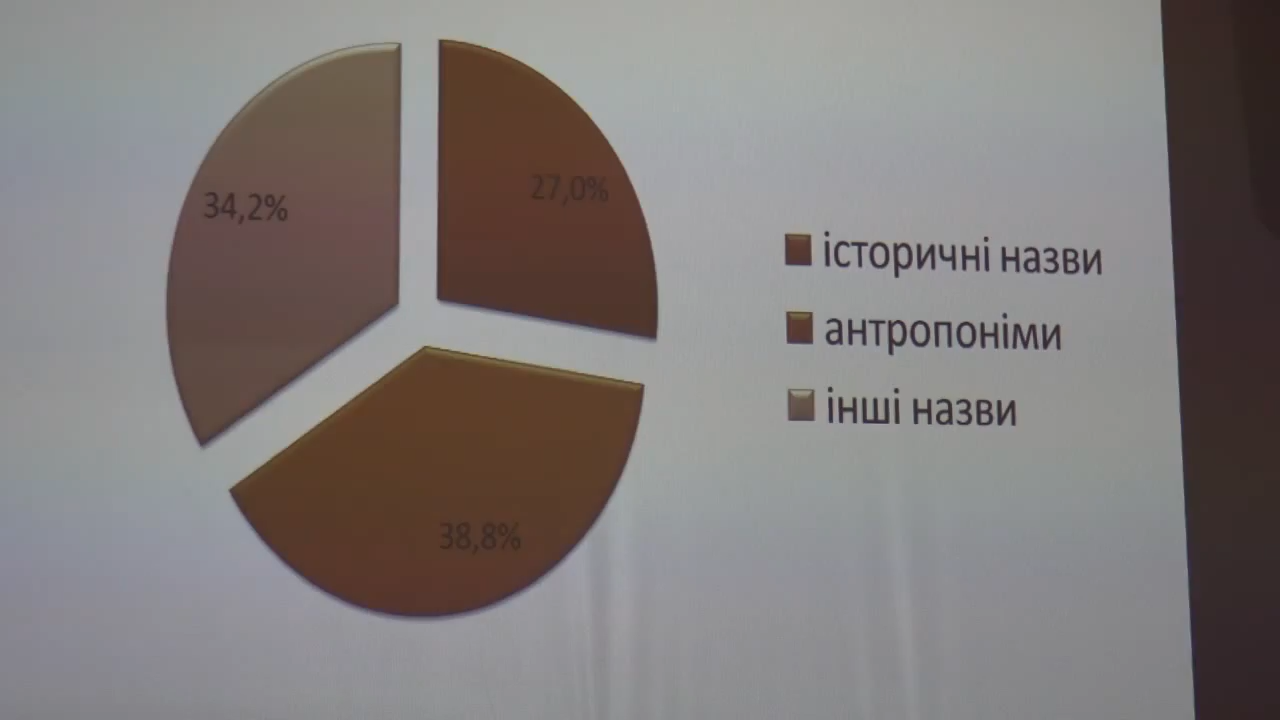 34,2%
27,0%
38,8%
історичні назви
антропоніми
інші назви